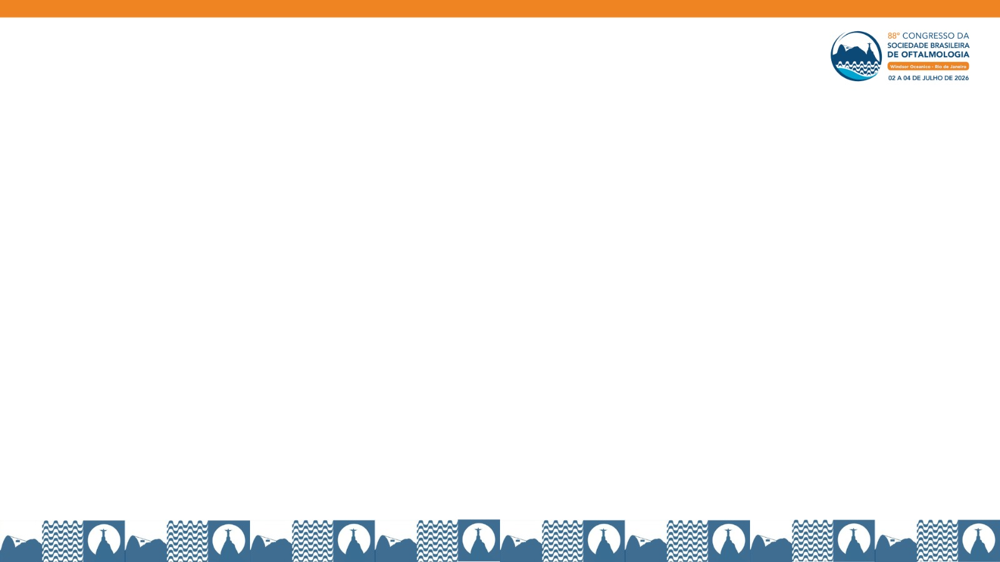 88º CONGRESSO DA
SOCIEDADE BRASILEIRA
DE OFTALMOLOGIA
Windsor Oceanico - Rio de Janeiro
02 A 04 DE JULHO DE 2026